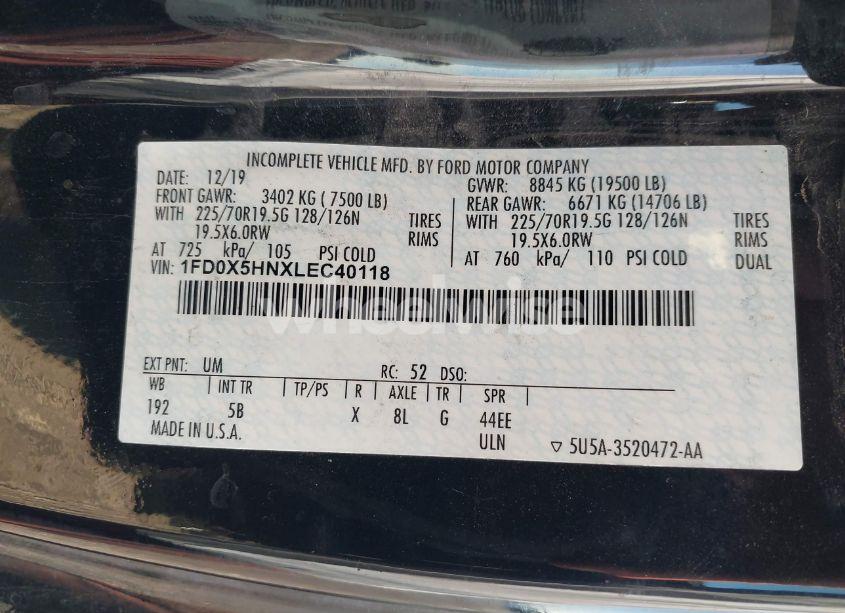 INCOMPLETE VEHICLE MFD. BY FORD MOTOR COMPANY
DATE: 12/19 GVWR: 8845 KG (19500 LB)
FRONT GAWR: 3402 KG ( 7500 LB) REAR GAWR: 6671 KG (14706 LB)
WITH 225/70R19.5G 128/126N TIRES WITH 225/70R19.5G 128/126N TIRES
19.5X6.0RW RIMS 19.5X6.0RW RIMS
AT 725 kPa/ 105 PSI COLD AT 760 kPa/ 110 PSI COLD DUAL
VIN: 1FD0X5HNXLEC40118
wheelwise
EXT PNT: UM RC: 52 DSO:
WB INT TR TP/PS R AXLE TR SPR
192 5B X 8L G 44EE
MADE IN U.S.A. ULN ▽ 5U5A-3520472-AA